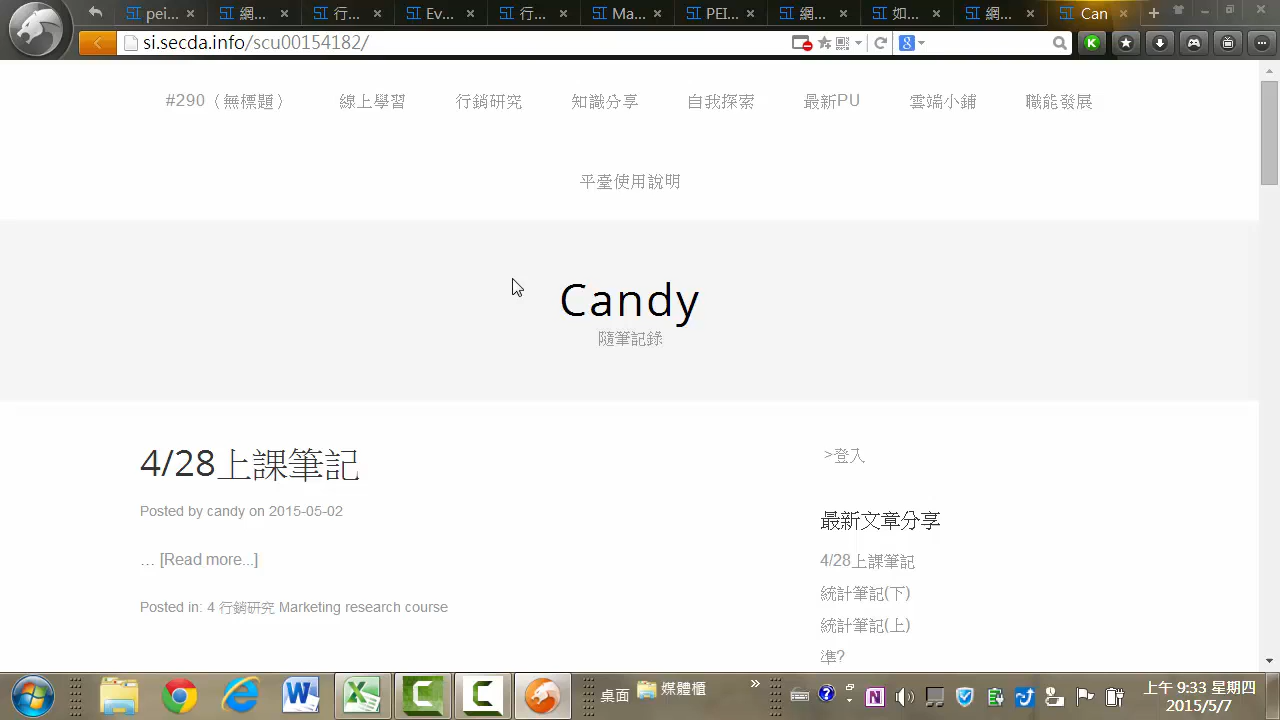 pei...
網...
行...
Ev...
行...
Ma...
PEI...
網...
如...
網...
Can
si.secda.info/scu00154182/
#290（無標題）
線上學習
行銷研究
知識分享
自我探索
最新PU
雲端小鋪
職能發展
平臺使用說明
Candy
隨筆記錄
4/28上課筆記
Posted by candy on 2015-05-02
... [Read more...]
Posted in: 4 行銷研究 Marketing research course
>登入
最新文章分享
4/28上課筆記
統計筆記(下)
統計筆記(上)
準?
桌面
媒體櫃
上午 9:33 星期四
2015/5/7